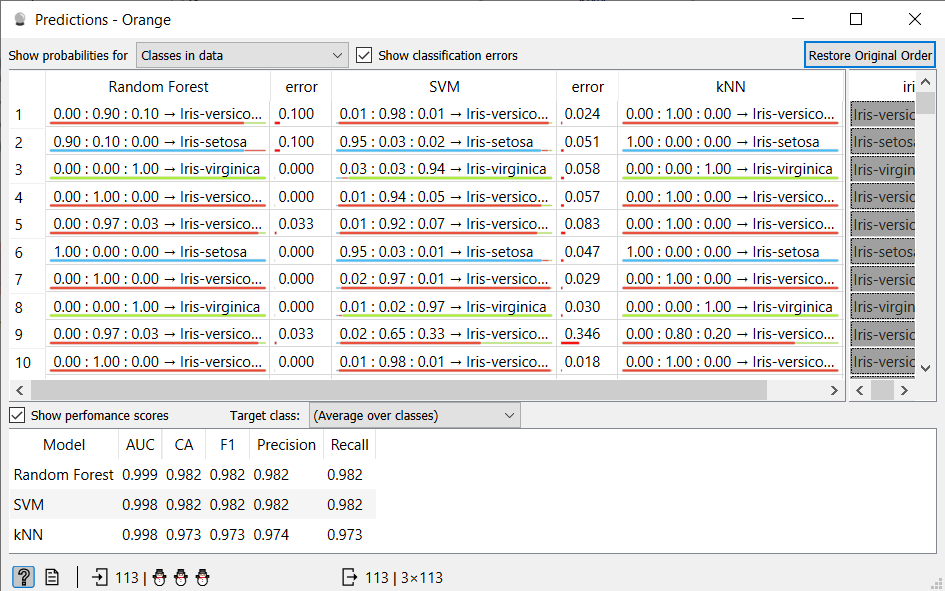 Predictions - Orange
Show probabilities for Classes in data Show classification errors Restore Original Order
Random Forest error SVM error kNN iri
1 0.00 : 0.90 : 0.10 → Iris-versico... 0.100 0.01 : 0.98 : 0.01 → Iris-versico... 0.024 0.00 : 1.00 : 0.00 → Iris-versico... Iris-versic
2 0.90 : 0.10 : 0.00 → Iris-setosa 0.100 0.95 : 0.03 : 0.02 → Iris-setosa 0.051 1.00 : 0.00 : 0.00 → Iris-setosa Iris-setosa
3 0.00 : 0.00 : 1.00 → Iris-virginica 0.000 0.03 : 0.03 : 0.94 → Iris-virginica 0.058 0.00 : 0.00 : 1.00 → Iris-virginica Iris-virgin
4 0.00 : 1.00 : 0.00 → Iris-versico... 0.000 0.01 : 0.94 : 0.05 → Iris-versico... 0.057 0.00 : 1.00 : 0.00 → Iris-versico... Iris-versic
5 0.00 : 0.97 : 0.03 → Iris-versico... 0.033 0.01 : 0.92 : 0.07 → Iris-versico... 0.083 0.00 : 1.00 : 0.00 → Iris-versico... Iris-versic
6 1.00 : 0.00 : 0.00 → Iris-setosa 0.000 0.95 : 0.03 : 0.01 → Iris-setosa 0.047 1.00 : 0.00 : 0.00 → Iris-setosa Iris-setosa
7 0.00 : 1.00 : 0.00 → Iris-versico... 0.000 0.02 : 0.97 : 0.01 → Iris-versico... 0.029 0.00 : 1.00 : 0.00 → Iris-versico... Iris-versic
8 0.00 : 0.00 : 1.00 → Iris-virginica 0.000 0.01 : 0.02 : 0.97 → Iris-virginica 0.030 0.00 : 0.00 : 1.00 → Iris-virginica Iris-virgin
9 0.00 : 0.97 : 0.03 → Iris-versico... 0.033 0.02 : 0.65 : 0.33 → Iris-versico... 0.346 0.00 : 0.80 : 0.20 → Iris-versico... Iris-versic
10 0.00 : 1.00 : 0.00 → Iris-versico... 0.000 0.01 : 0.98 : 0.01 → Iris-versico... 0.018 0.00 : 1.00 : 0.00 → Iris-versico... Iris-versic
Show perfomance scores Target class: (Average over classes)
Model AUC CA F1 Precision Recall
Random Forest 0.999 0.982 0.982 0.982 0.982
SVM 0.998 0.982 0.982 0.982 0.982
kNN 0.998 0.973 0.973 0.974 0.973
? 113 | ☃ ☃ ☃ 113 | 3×113